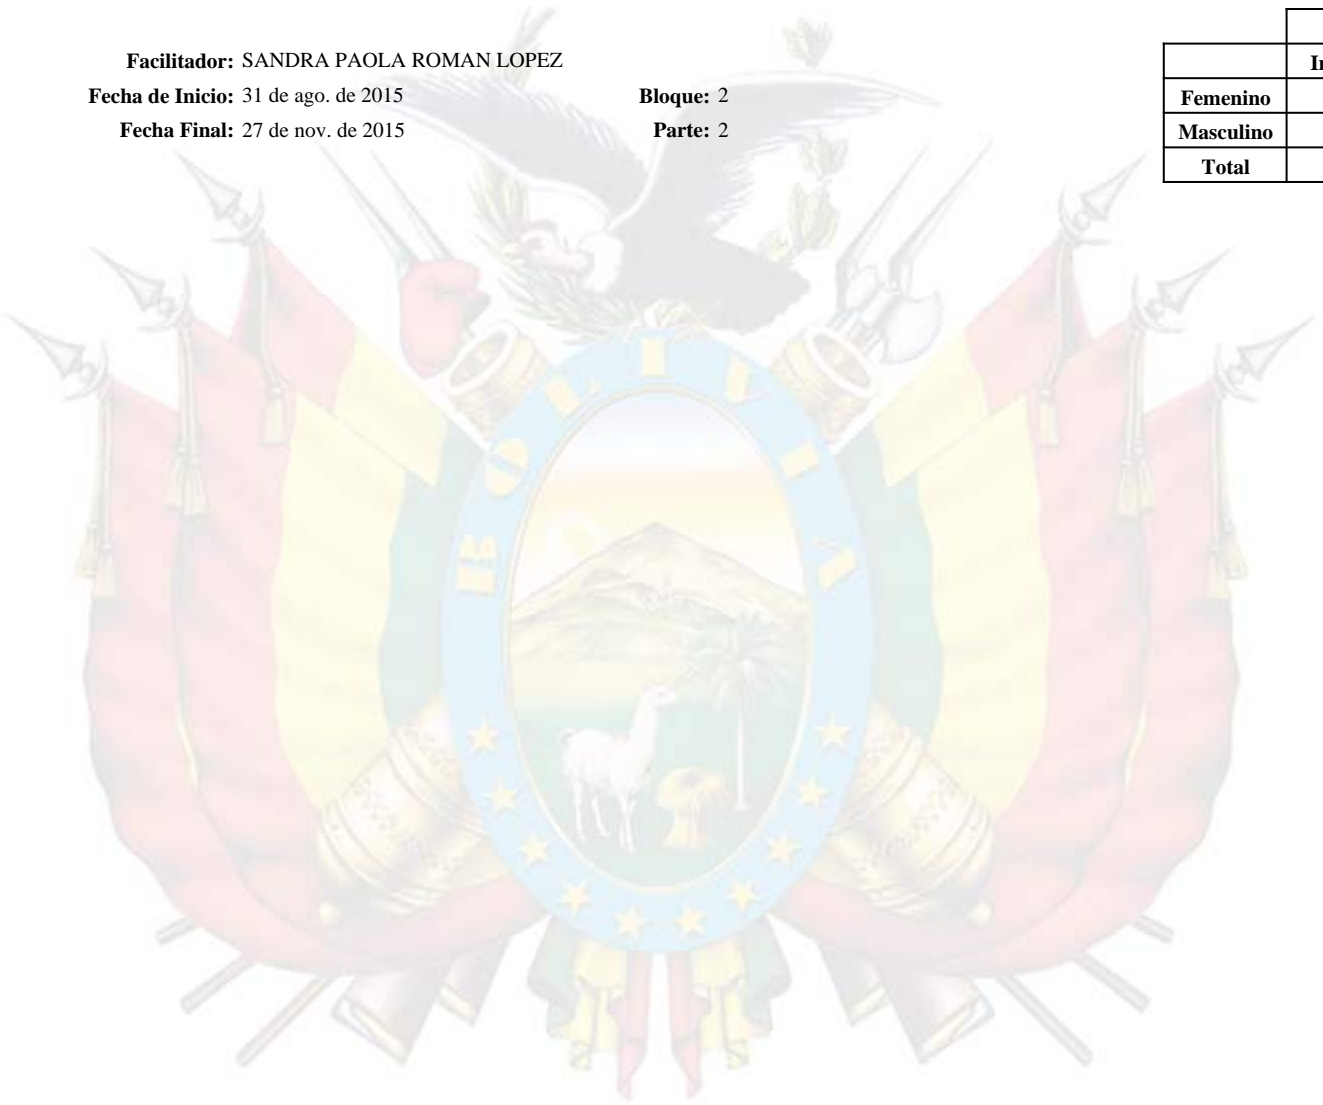 Facilitador: SANDRA PAOLA ROMAN LOPEZ
Fecha de Inicio: 31 de ago. de 2015 Bloque: 2
Fecha Final: 27 de nov. de 2015 Parte: 2
Femenino
Masculino
Total
BOLIVIA